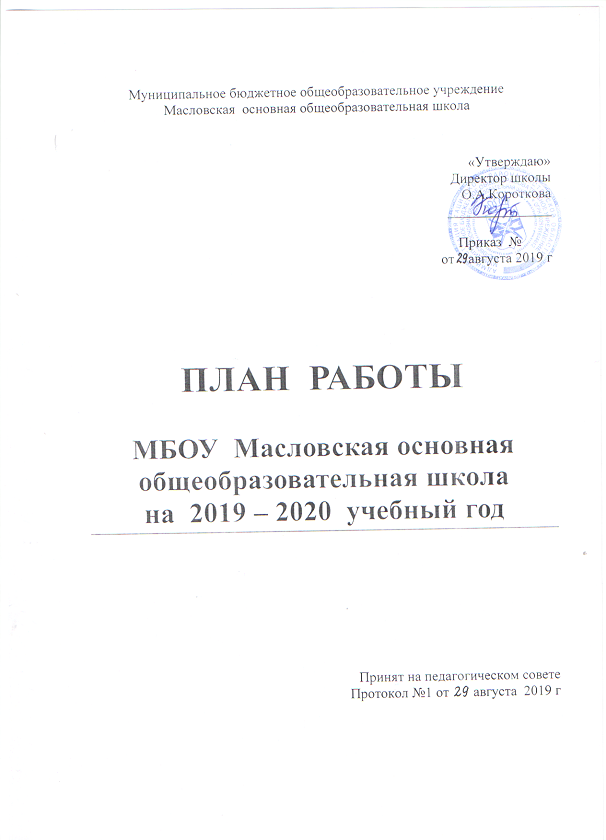 Муниципальное бюджетное общеобразовательное учреждение
Масловская основная общеобразовательная школа
«Утверждаю»
Директор школы
О.А.Короткова
Приказ №
от 29 августа 2019 г
ПЛАН РАБОТЫ
МБОУ Масловская основная
общеобразовательная школа
на 2019 – 2020 учебный год
Принят на педагогическом совете
Протокол №1 от 29 августа 2019 г